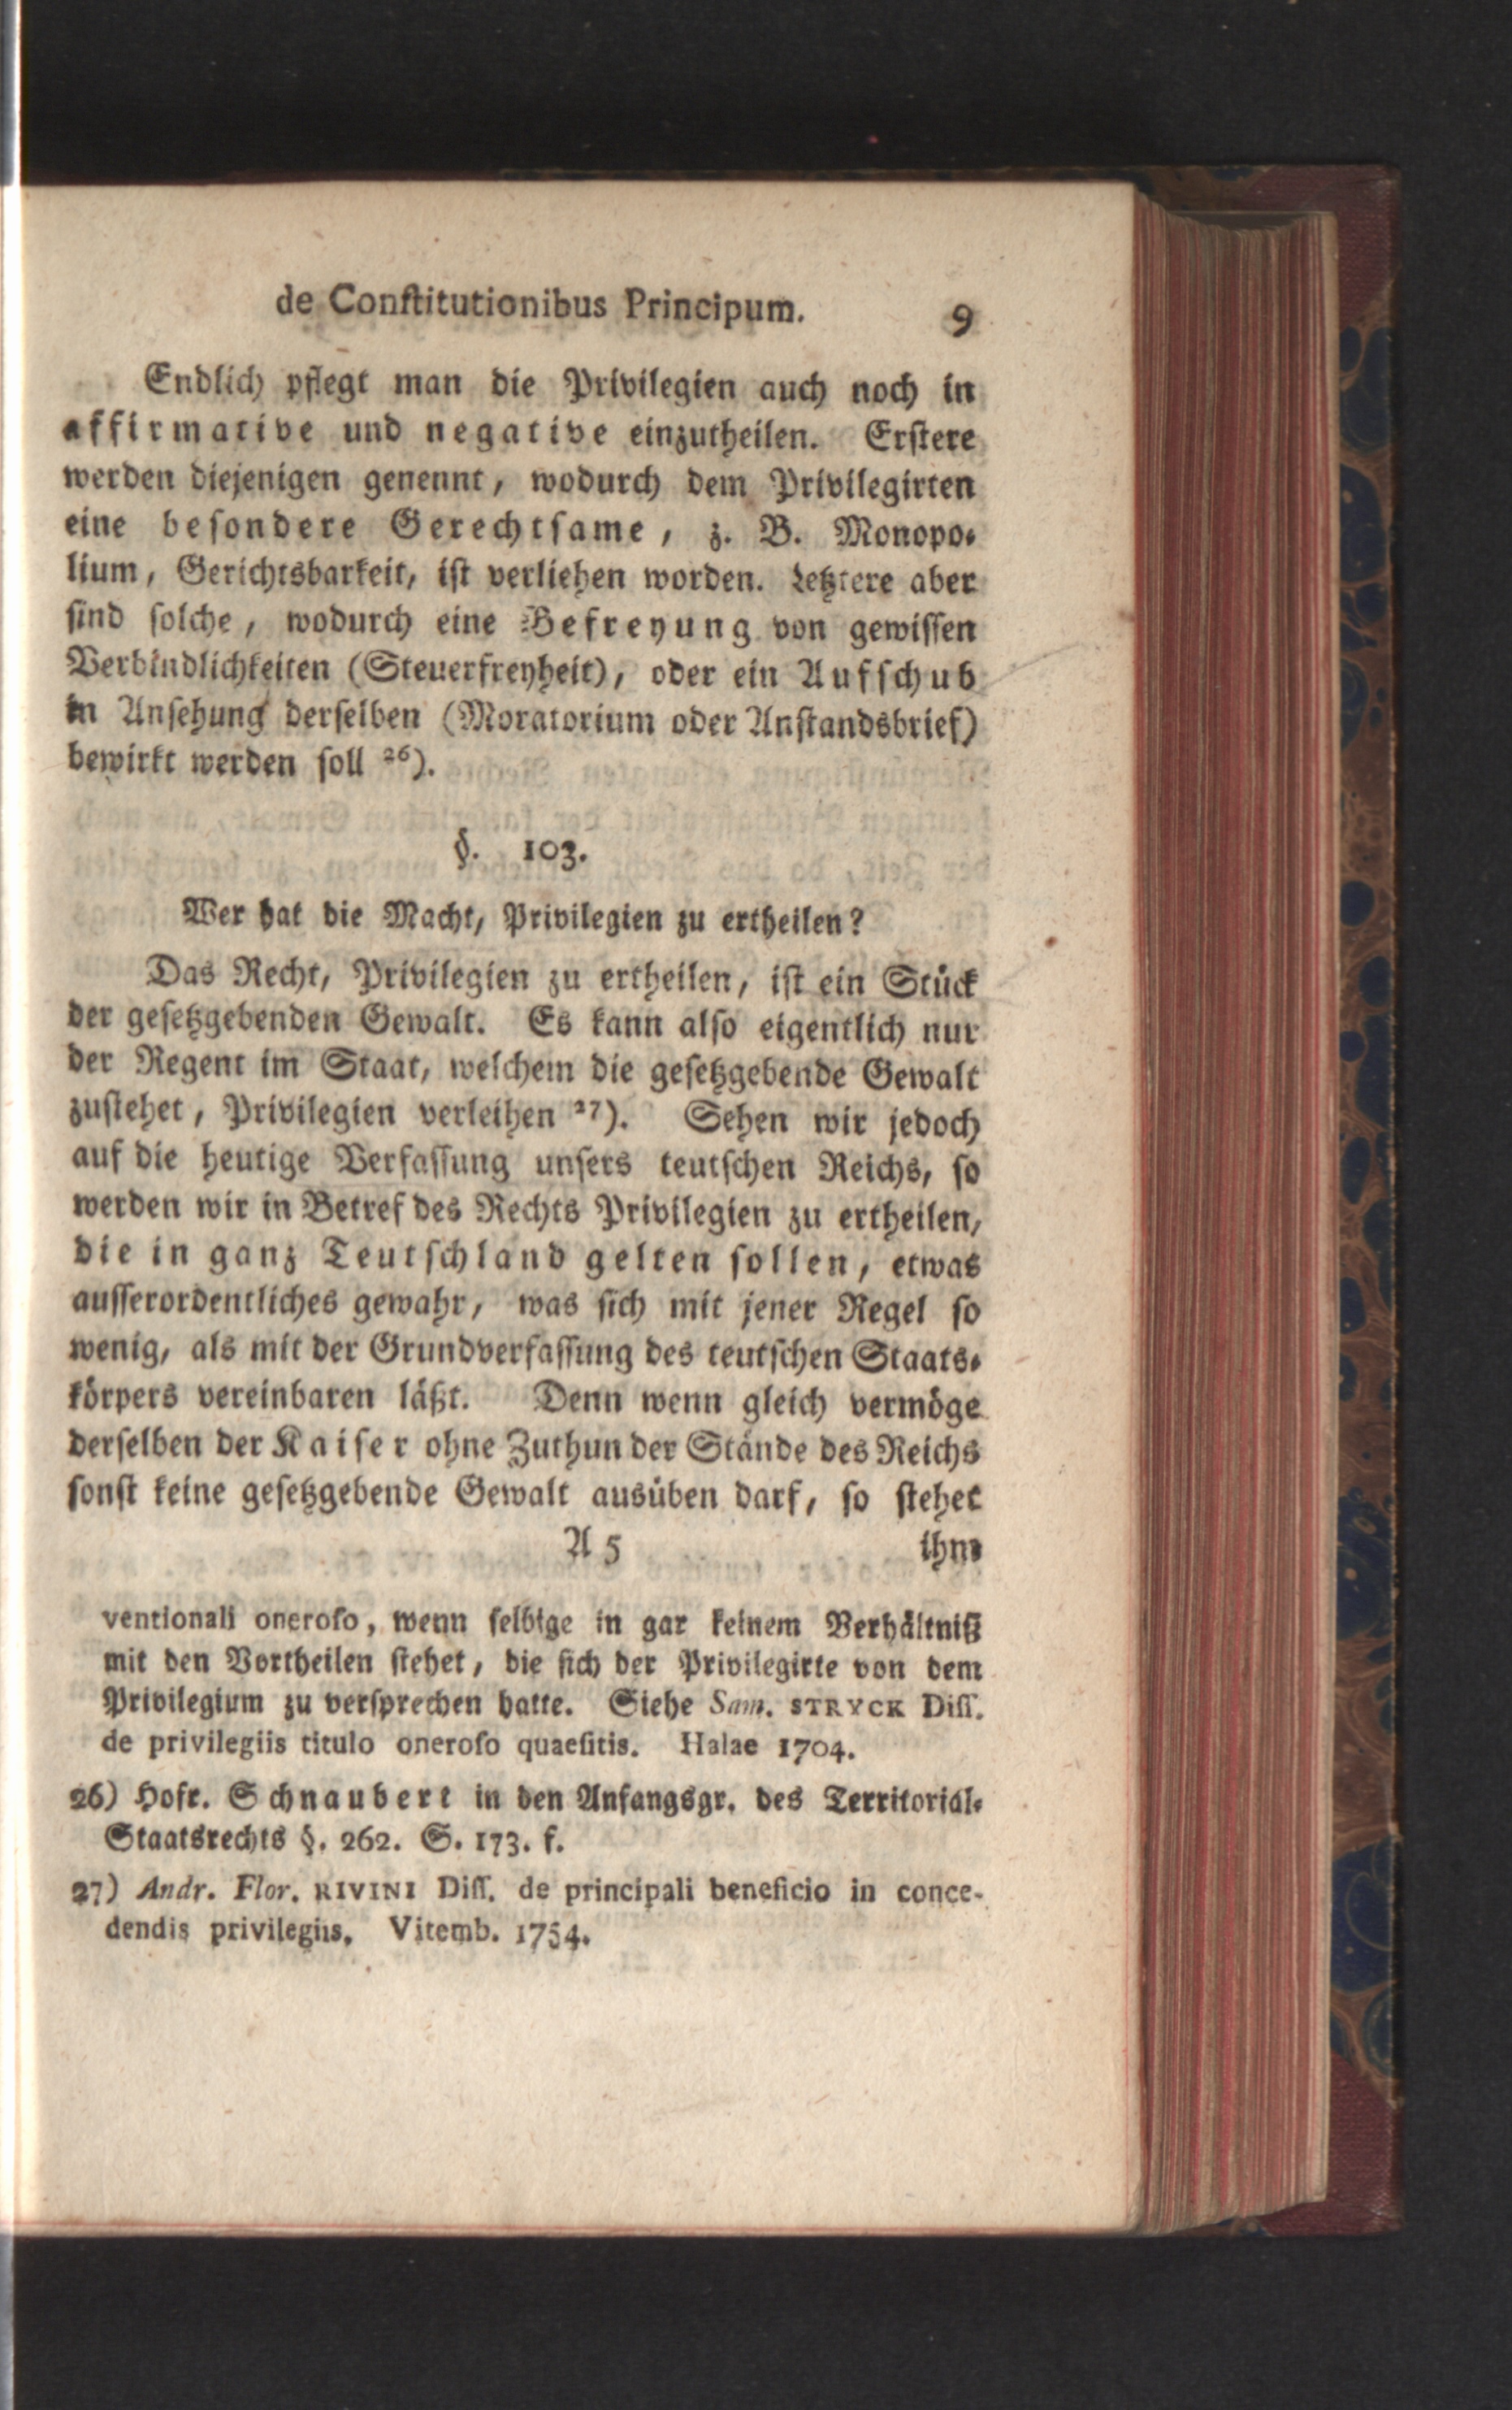 de Conſtitutionibus Principum. 9
Endlich pflegt man die Privilegien auch noch in
affirmative und negative einzutheilen. Erſtere
werden diejenigen genennt, wodurch dem Privilegirten
eine beſondere Gerechtſame, z. B. Monopo⸗
lium, Gerichtsbarkeit, iſt verliehen worden. Letztere aber
ſind ſolche, wodurch eine Befreyung von gewiſſen
Verbindlichkeiten (Steuerfreyheit), oder ein Aufſchub
in Anſehung derſelben (Moratorium oder Anſtandsbrief)
bewirkt werden ſoll ²⁶).
§. 103.
Wer hat die Macht, Privilegien zu ertheilen?
Das Recht, Privilegien zu ertheilen, iſt ein Stück
der geſetzgebenden Gewalt. Es kann alſo eigentlich nur
der Regent im Staat, welchem die geſetzgebende Gewalt
zuſtehet, Privilegien verleihen ²⁷). Sehen wir jedoch
auf die heutige Verfaſſung unſers teutſchen Reichs, ſo
werden wir in Betref des Rechts Privilegien zu ertheilen,
die in ganz Teutſchland gelten ſollen, etwas
auſſerordentliches gewahr, was ſich mit jener Regel ſo
wenig, als mit der Grundverfaſſung des teutſchen Staats⸗
körpers vereinbaren läßt. Denn wenn gleich vermöge
derſelben der Kaiſer ohne Zuthun der Stände des Reichs
ſonſt keine geſetzgebende Gewalt ausüben darf, ſo ſtehet
A 5 ihm
ventionali oneroſo, wenn ſelbige in gar keinem Verhältniß
mit den Vortheilen ſtehet, die ſich der Privilegirte von dem
Privilegium zu verſprechen hatte. Siehe Sam. STRYCK Diſſ.
de privilegiis titulo oneroſo quaeſitis. Halae 1704.
26) Hofr. Schnaubert in den Anfangsgr. des Territorial⸗
Staatsrechts §. 262. S. 173. f.
27) Andr. Flor. RIVINI Diſſ. de principali beneficio in conce-
dendis privilegiis. Vitemb. 1754.